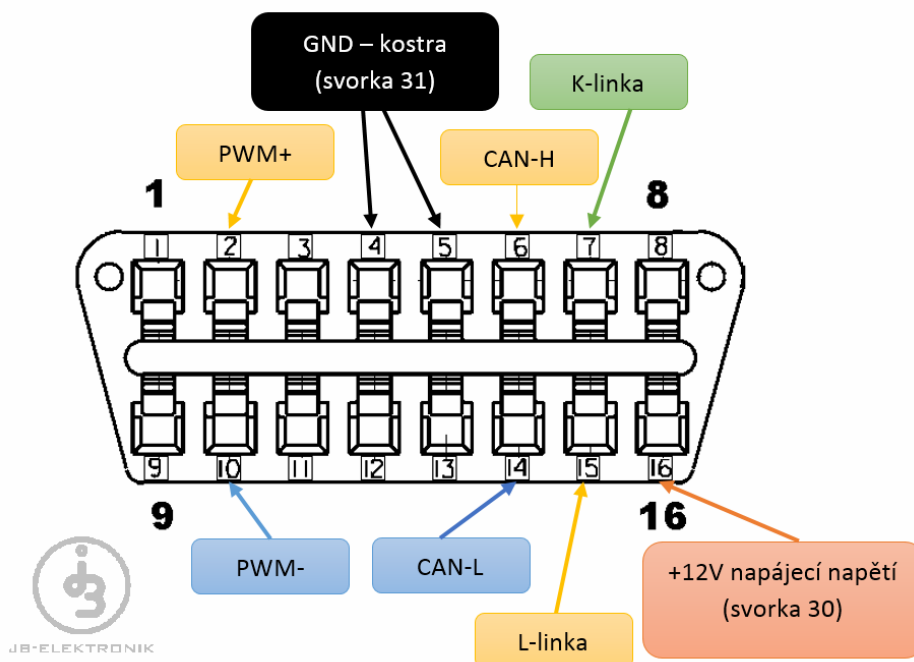 GND – kostra
(svorka 31)
K-linka
PWM+
CAN-H
1
8
1 2 3 4 5 6 7 8
9 10 11 12 13 14 15 16
9
16
PWM-
CAN-L
+12V napájecí napětí
(svorka 30)
L-linka
jb
JB-ELEKTRONIK